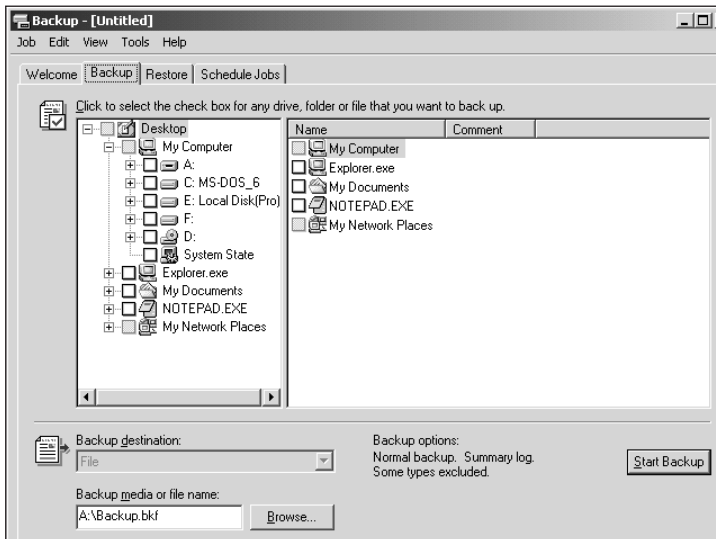 Backup - [Untitled]
Job Edit View Tools Help
Welcome Backup Restore Schedule Jobs
Click to select the check box for any drive, folder or file that you want to back up.
Desktop
My Computer
A:
C: MS-DOS_6
E: Local Disk(Pro)
F:
D:
System State
Explorer.exe
My Documents
NOTEPAD.EXE
My Network Places
Name Comment
My Computer
Explorer.exe
My Documents
NOTEPAD.EXE
My Network Places
Backup destination:
File
Backup media or file name:
A:\Backup.bkf
Browse...
Backup options:
Normal backup. Summary log.
Some types excluded.
Start Backup